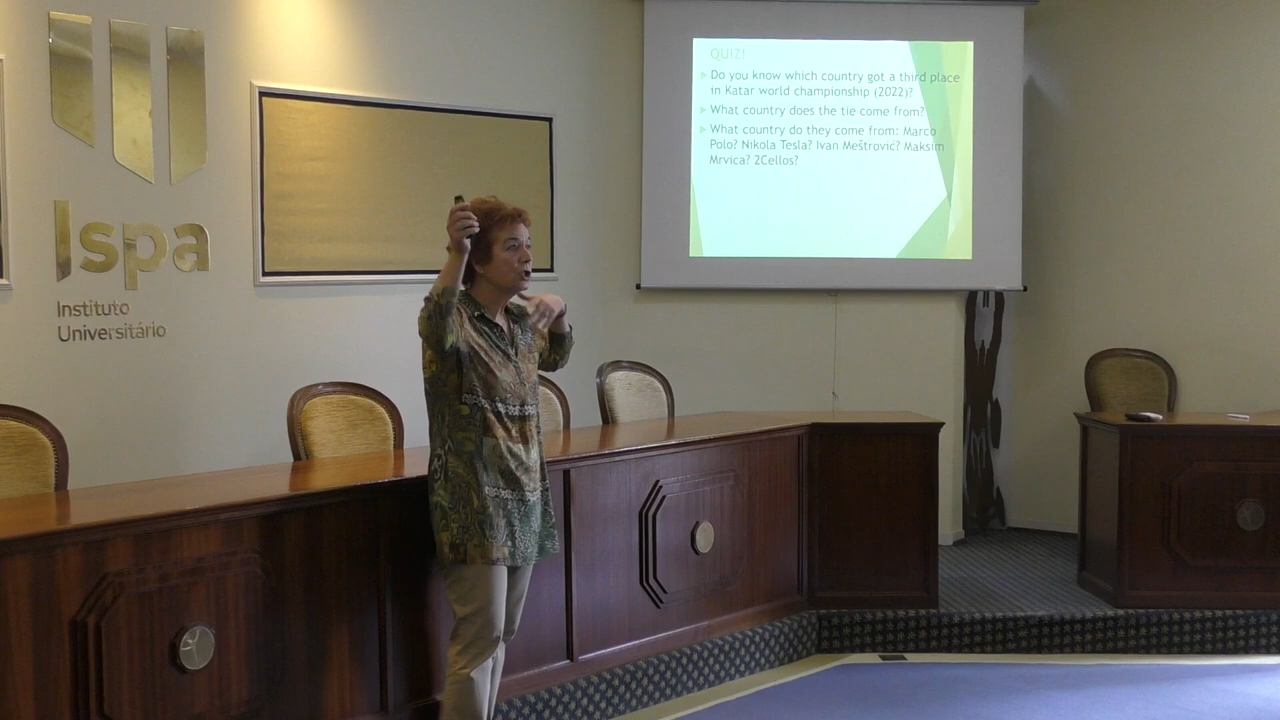 Ispa
Instituto
Universitário
QUIZ!
Do you know which country got a third place
in Katar world championship (2022)?
What country does the tie come from?
What country do they come from: Marco
Polo? Nikola Tesla? Ivan Meštrović? Maksim
Mrvica? 2Cellos?